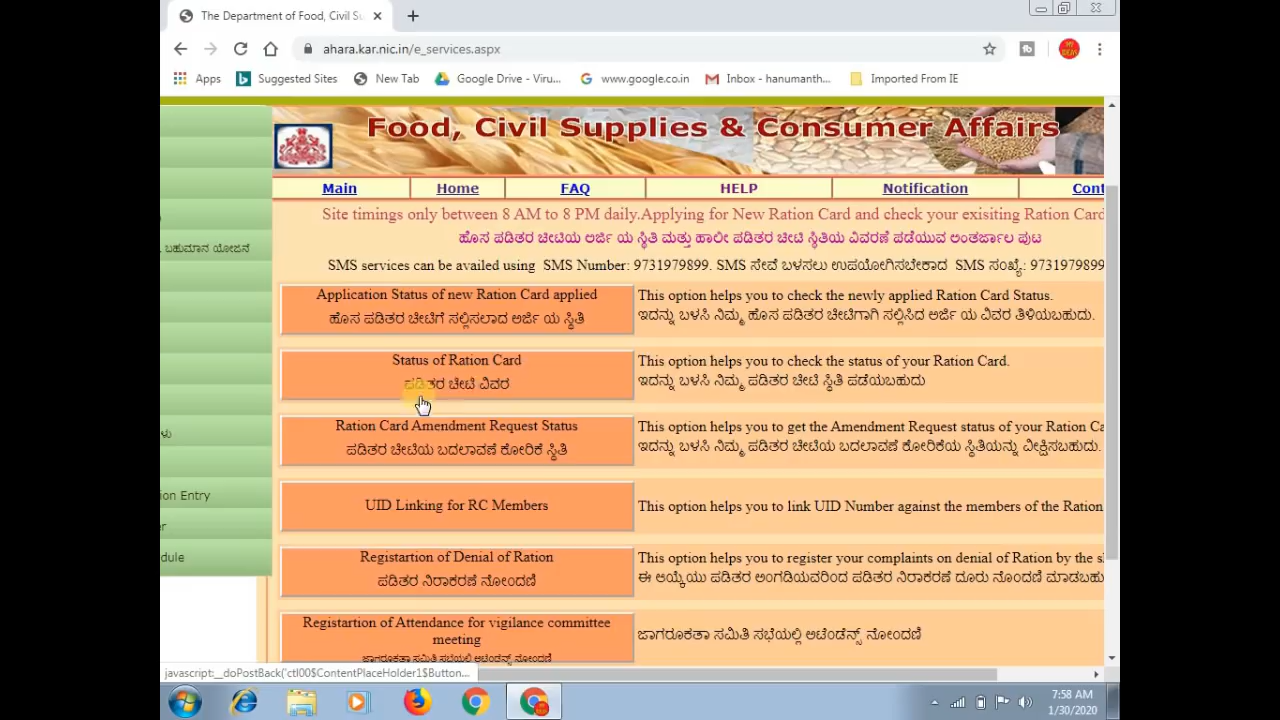 The Department of Food, Civil Su
ahara.kar.nic.in/e_services.aspx
Apps
Suggested Sites
New Tab
Google Drive - Viru...
www.google.co.in
Inbox - hanumanth...
Imported From IE
Food, Civil Supplies & Consumer Affairs
Main
Home
FAQ
HELP
Notification
Cont
Site timings only between 8 AM to 8 PM daily.Applying for New Ration Card and check your exisiting Ration Card
ಹೊಸ ಪಡಿತರ ಚೀಟಿಯ ಅರ್ಜಿ ಯ ಸ್ಥಿತಿ ಮತ್ತು ಹಾಲೀ ಪಡಿತರ ಚೀಟಿ ಸ್ಥಿತಿಯ ವಿವರಣೆ ಪಡೆಯುವ ಅಂತರ್ಜಾಲ ಪುಟ
ಬಹುಮಾನ ಯೋಜನೆ
SMS services can be availed using SMS Number: 9731979899. SMS ಸೇವೆ ಬಳಸಲು ಉಪಯೋಗಿಸಬೇಕಾದ SMS ಸಂಖ್ಯೆ: 9731979899
Application Status of new Ration Card applied
ಹೊಸ ಪಡಿತರ ಚೀಟಿಗೆ ಸಲ್ಲಿಸಲಾದ ಅರ್ಜಿ ಯ ಸ್ಥಿತಿ
This option helps you to check the newly applied Ration Card Status.
ಇದನ್ನು ಬಳಸಿ ನಿಮ್ಮ ಹೊಸ ಪಡಿತರ ಚೀಟಿಗಾಗಿ ಸಲ್ಲಿಸಿದ ಅರ್ಜಿ ಯ ವಿವರ ತಿಳಿಯಬಹುದು.
Status of Ration Card
ಪಡಿತರ ಚೀಟಿ ವಿವರ
This option helps you to check the status of your Ration Card.
ಇದನ್ನು ಬಳಸಿ ನಿಮ್ಮ ಪಡಿತರ ಚೀಟಿ ಸ್ಥಿತಿ ಪಡೆಯಬಹುದು
Ration Card Amendment Request Status
ಪಡಿತರ ಚೀಟಿಯ ಬದಲಾವಣೆ ಕೋರಿಕೆ ಸ್ಥಿತಿ
This option helps you to get the Amendment Request status of your Ration Ca
ಇದನ್ನು ಬಳಸಿ ನಿಮ್ಮ ಪಡಿತರ ಚೀಟಿಯ ಬದಲಾವಣೆ ಕೋರಿಕೆಯ ಸ್ಥಿತಿಯನ್ನು ವೀಕ್ಷಿಸಬಹುದು.
ಳು
UID Linking for RC Members
This option helps you to link UID Number against the members of the Ration
ion Entry
er
dule
Registartion of Denial of Ration
ಪಡಿತರ ನಿರಾಕರಣೆ ನೋಂದಣಿ
This option helps you to register your complaints on denial of Ration by the s
ಈ ಆಯ್ಕೆಯು ಪಡಿತರ ಅಂಗಡಿಯವರಿಂದ ಪಡಿತರ ನಿರಾಕರಣೆ ದೂರು ನೊಂದಣಿ ಮಾಡಬಹು
Registartion of Attendance for vigilance committee
meeting
ಜಾಗರೂಕತಾ ಸಮಿತಿ ಸಭೆಯಲ್ಲಿ ಅಟೆಂಡೆನ್ಸ್ ನೋಂದಣಿ
ಜಾಗರೂಕತಾ ಸಮಿತಿ ಸಭೆಯಲ್ಲಿ ಅಟೆಂಡೆನ್ಸ್ ನೋಂದಣಿ
javascript:__doPostBack('ctl00$ContentPlaceHolder1$Button...
7:58 AM
1/30/2020